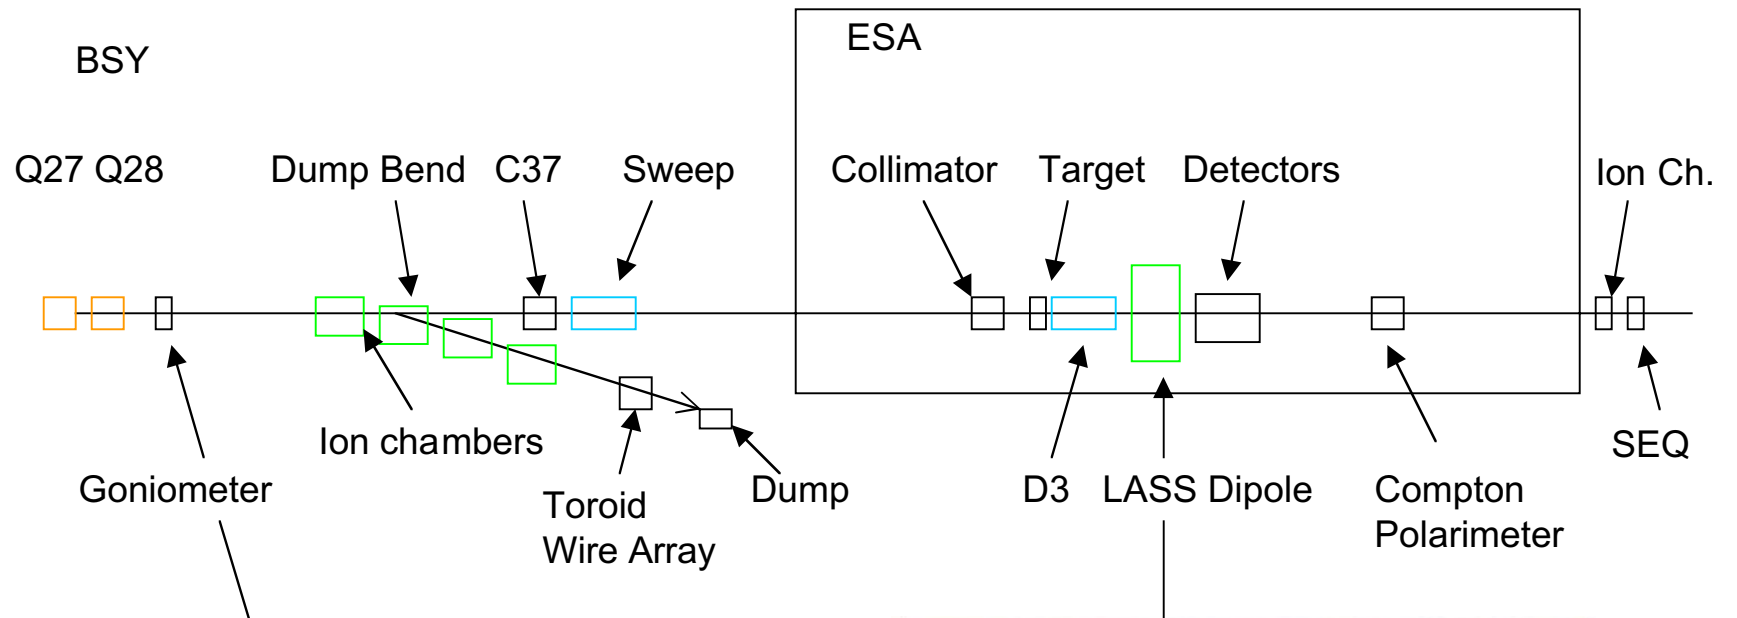 BSY
ESA
Q27 Q28
Dump Bend
C37
Sweep
Collimator
Target
Detectors
Ion Ch.
Ion chambers
SEQ
Goniometer
Toroid
Wire Array
Dump
D3
LASS Dipole
Compton
Polarimeter